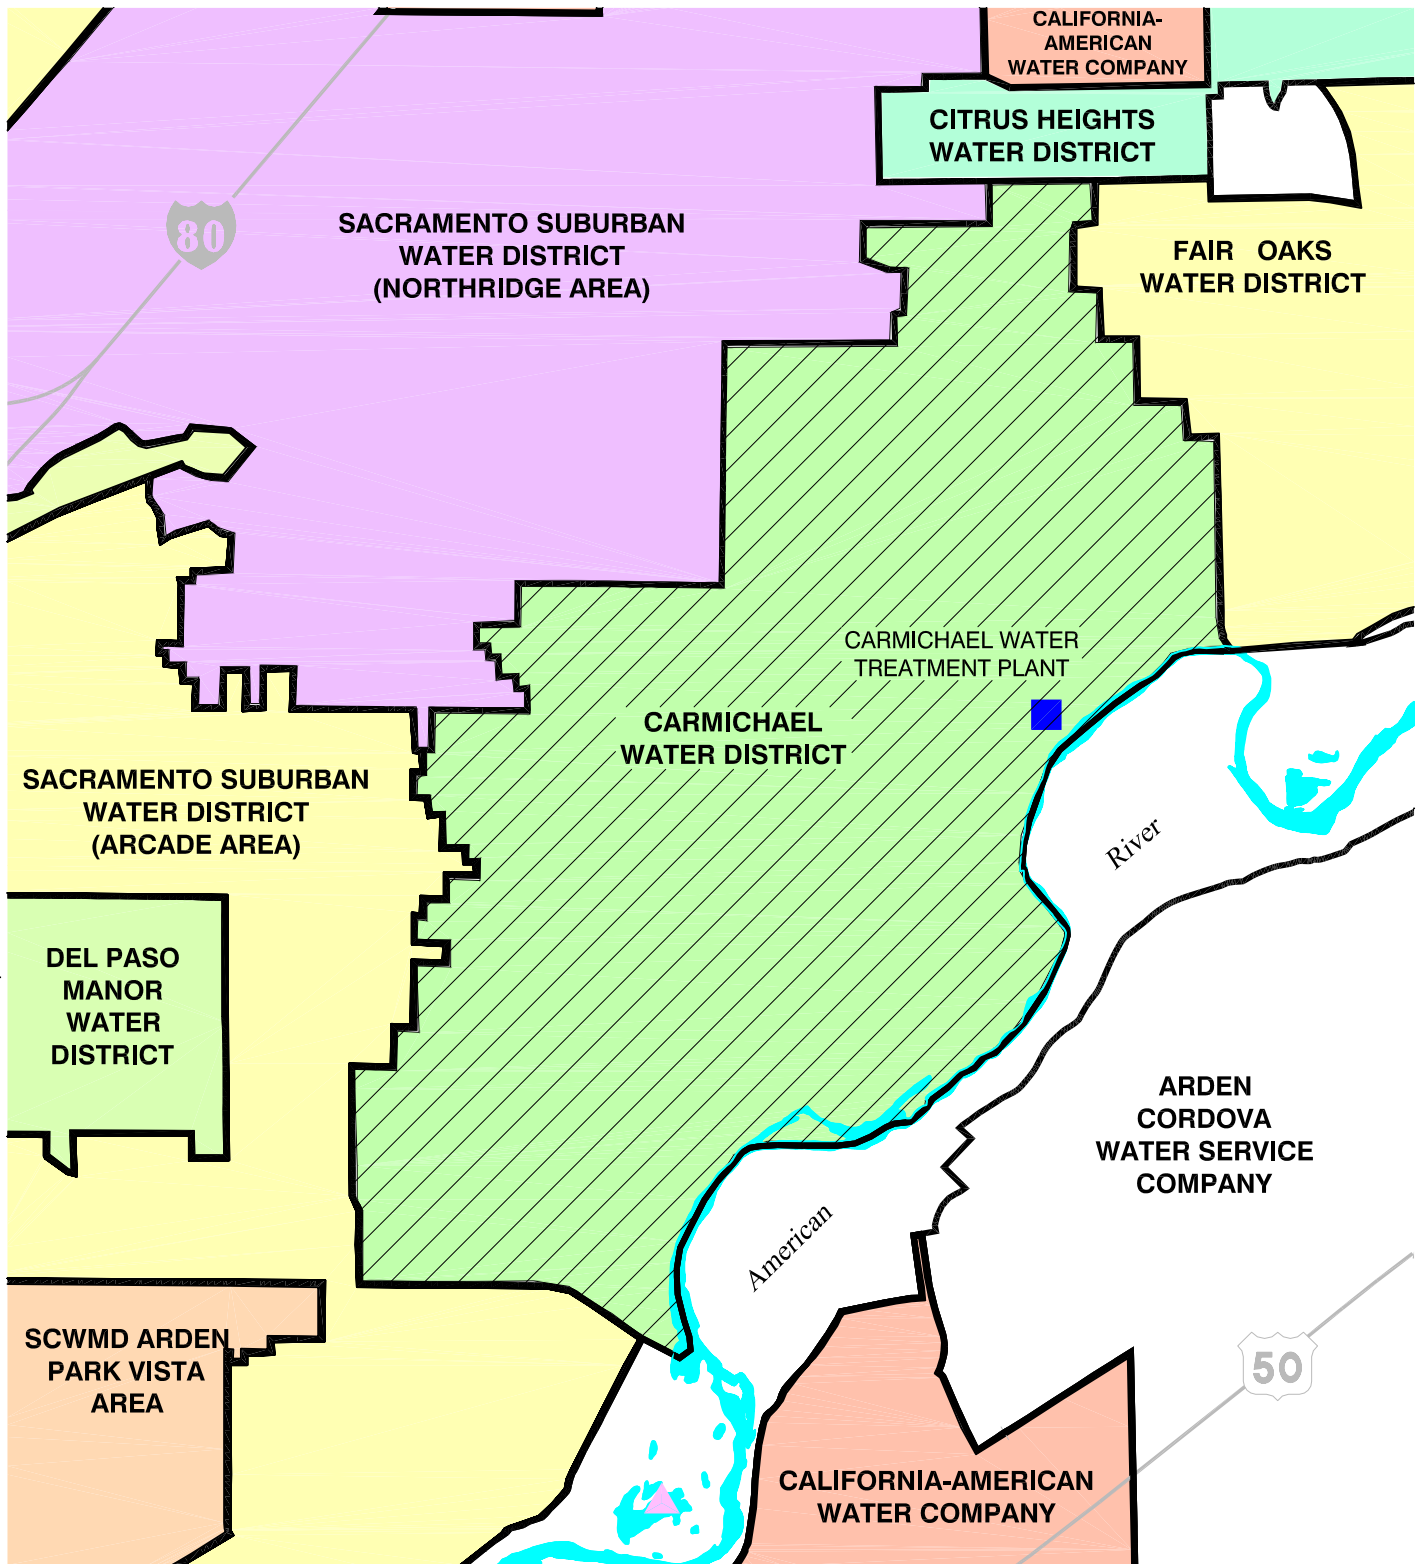 CALIFORNIA-
AMERICAN
WATER COMPANY
CITRUS HEIGHTS
WATER DISTRICT
80
SACRAMENTO SUBURBAN
WATER DISTRICT
(NORTHRIDGE AREA)
FAIR OAKS
WATER DISTRICT
CARMICHAEL WATER
TREATMENT PLANT
CARMICHAEL
WATER DISTRICT
SACRAMENTO SUBURBAN
WATER DISTRICT
(ARCADE AREA)
River
DEL PASO
MANOR
WATER
DISTRICT
ARDEN
CORDOVA
WATER SERVICE
COMPANY
American
SCWMD ARDEN
PARK VISTA
AREA
50
CALIFORNIA-AMERICAN
WATER COMPANY